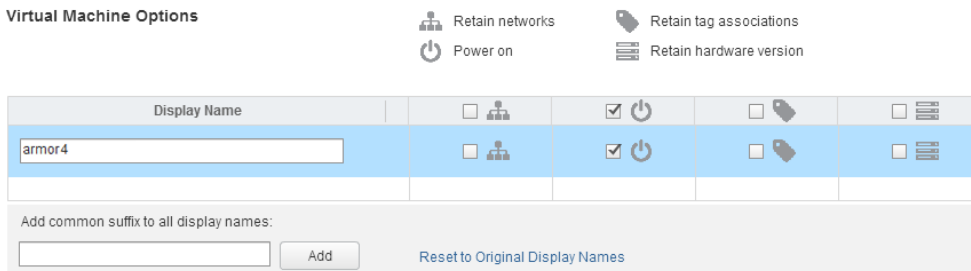 Virtual Machine Options
Retain networks
Retain tag associations
Power on
Retain hardware version
Display Name
armor4
Add common suffix to all display names:
Add
Reset to Original Display Names